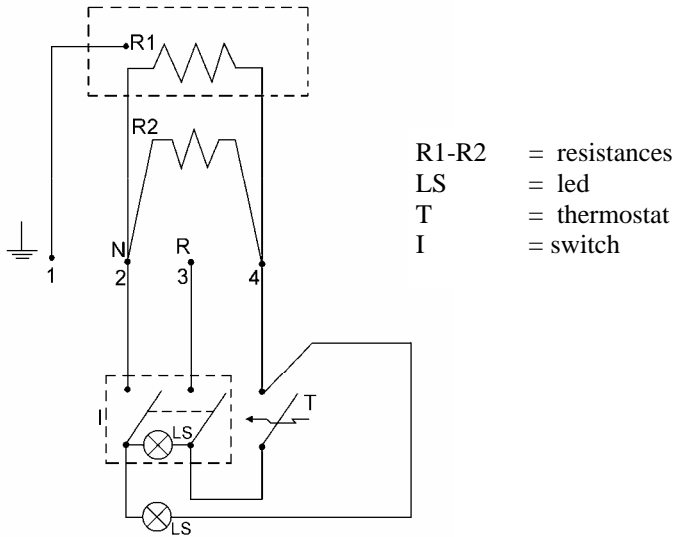 R1
R2
N
R
1
2
3
4
I
T
LS
LS
R1-R2 = resistances
LS = led
T = thermostat
I = switch